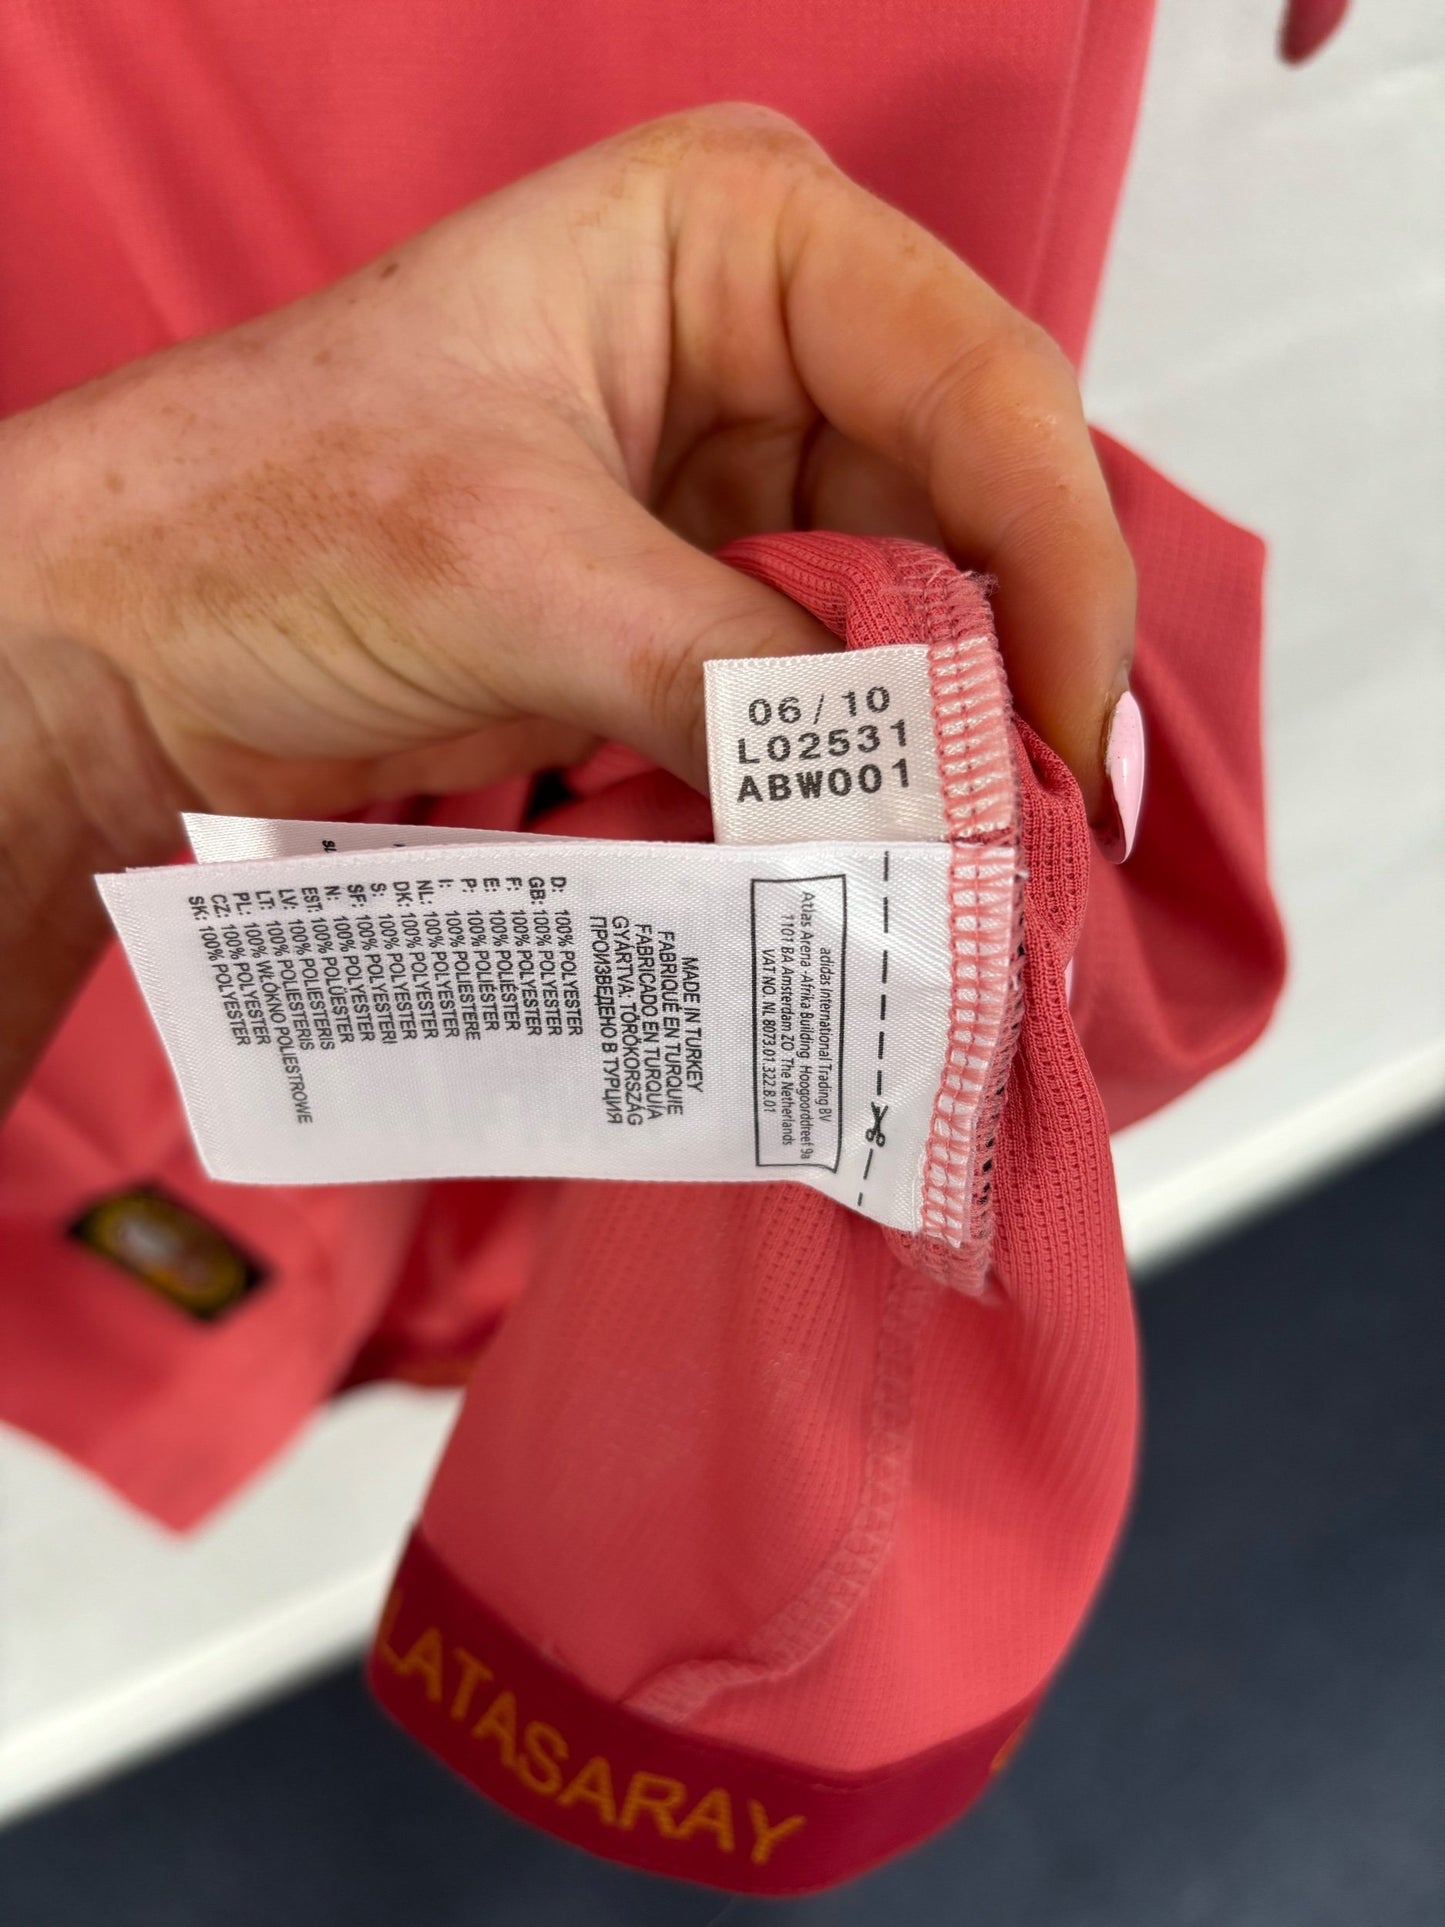 06/10
L02531
ABW001
adidas International Trading BV
Atlas Arena -Afrika Building Hoogoorddreef 9a
1101 BA Amsterdam ZO The Netherlands
VAT NO. NL 8073.01.322.B.01
MADE IN TURKEY
FABRIQUÉ EN TURQUIE
FABRICADO EN TURQUÍA
GYÁRTVA: TÖRÖKORSZÁG
ПРОИЗВЕДЕНО В ТУРЦИЯ
D: 100% POLYESTER
GB: 100% POLYESTER
F: 100% POLYESTER
E: 100% POLIÉSTER
P: 100% POLIÉSTER
I: 100% POLIESTERE
NL: 100% POLYESTER
DK: 100% POLYESTER
S: 100% POLYESTER
SF: 100% POLYESTERI
N: 100% POLYESTER
EST: 100% POLÜESTER
LV: 100% POLIESTERIS
LT: 100% POLIESTERIS
PL: 100% WŁÓKNO POLIESTROWE
CZ: 100% POLYESTER
SK: 100% POLYESTER
LATASARAY